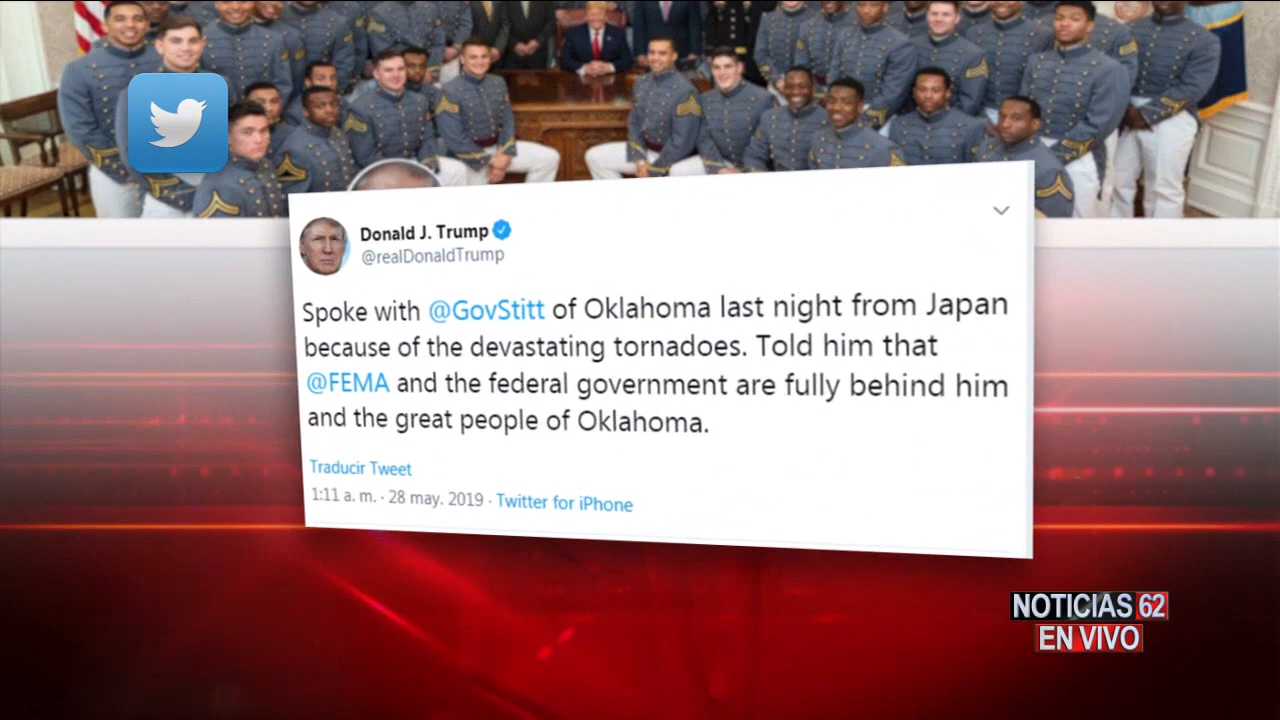 Donald J. Trump
@realDonaldTrump
Spoke with @GovStitt of Oklahoma last night from Japan
because of the devastating tornadoes. Told him that
@FEMA and the federal government are fully behind him
and the great people of Oklahoma.
Traducir Tweet
1:11 a. m. · 28 may. 2019 · Twitter for iPhone
NOTICIAS 62
EN VIVO